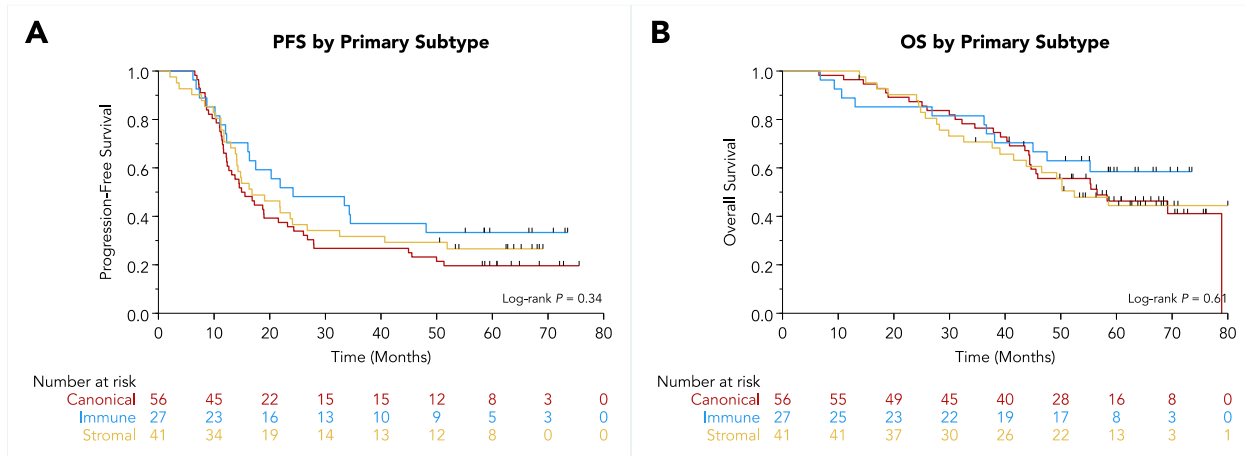 A
PFS by Primary Subtype
Progression-Free Survival
1.0
0.8
0.6
0.4
0.2
0.0
Log-rank P = 0.34
0 10 20 30 40 50 60 70 80
Time (Months)
Number at risk
Canonical 56 45 22 15 15 12 8 3 0
Immune 27 23 16 13 10 9 5 3 0
Stromal 41 34 19 14 13 12 8 0 0
B
OS by Primary Subtype
Overall Survival
1.0
0.8
0.6
0.4
0.2
0.0
Log-rank P = 0.61
0 10 20 30 40 50 60 70 80
Time (Months)
Number at risk
Canonical 56 55 49 45 40 28 16 8 0
Immune 27 25 23 22 19 17 8 3 0
Stromal 41 41 37 30 26 22 13 3 1